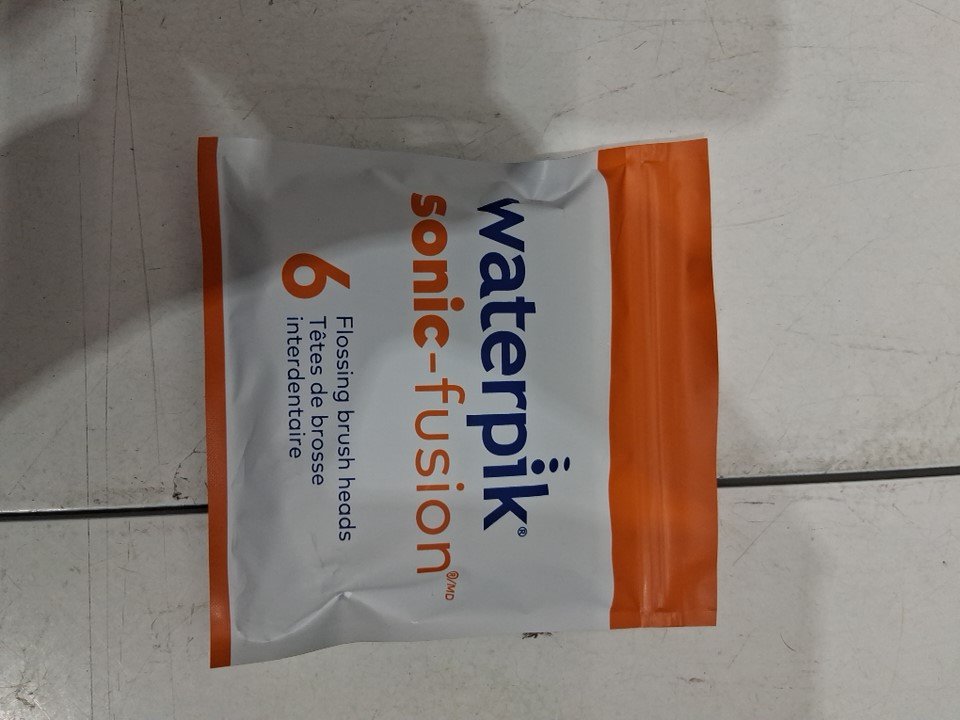 waterpik®
sonic-fusion®/MD
6
Flossing brush heads
Têtes de brosse
interdentaire